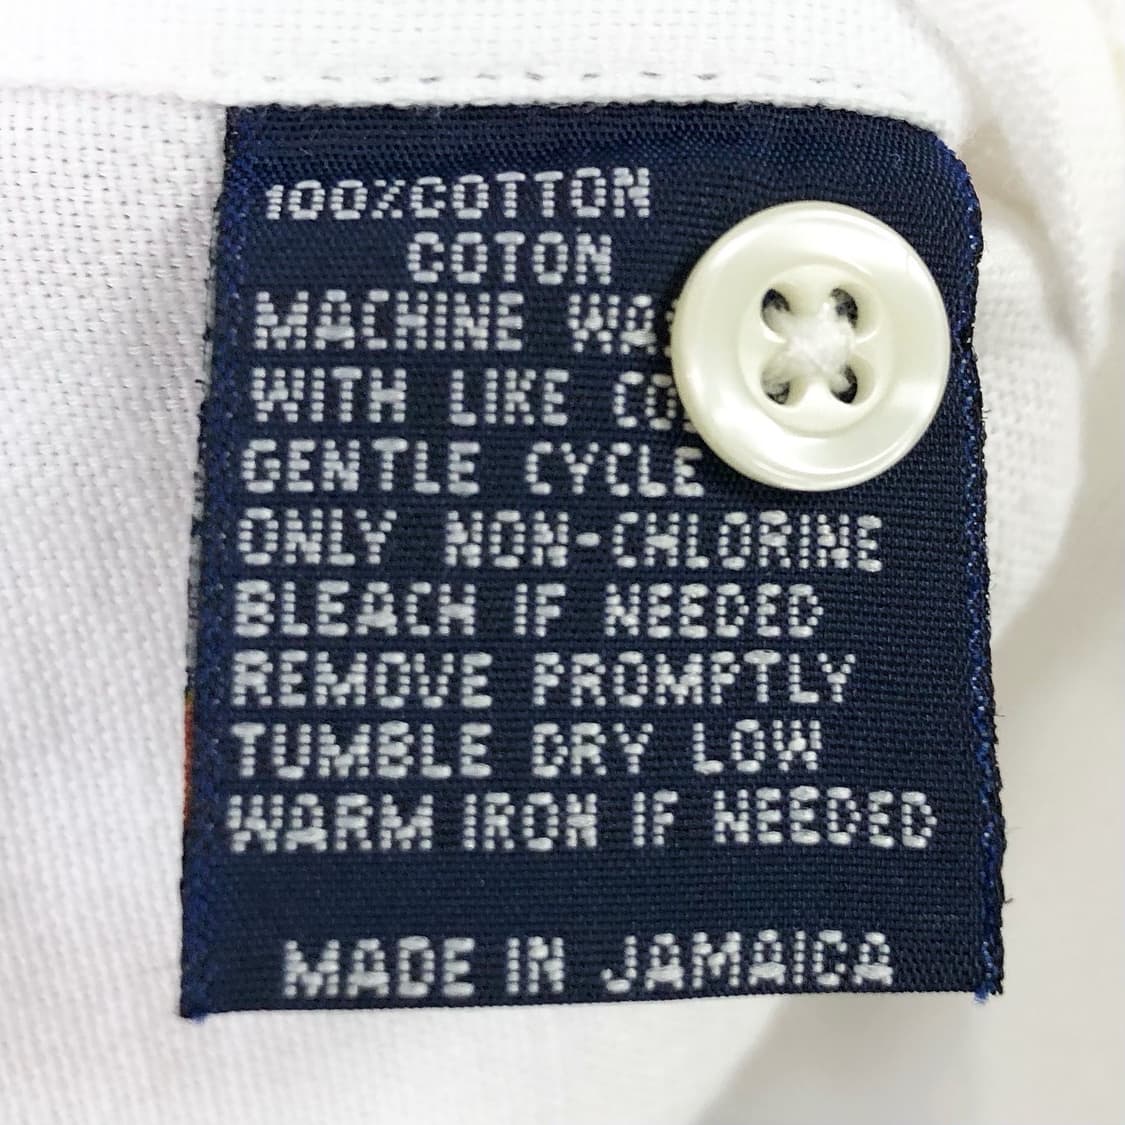 100%COTTON
COTON
MACHINE
WITH LIKE
GENTLE CYCLE
ONLY NON-CHLORINE
BLEACH IF NEEDED
REMOVE PROMPTLY
TUMBLE DRY LOW
WARM IRON IF NEEDED
MADE IN JAMAICA